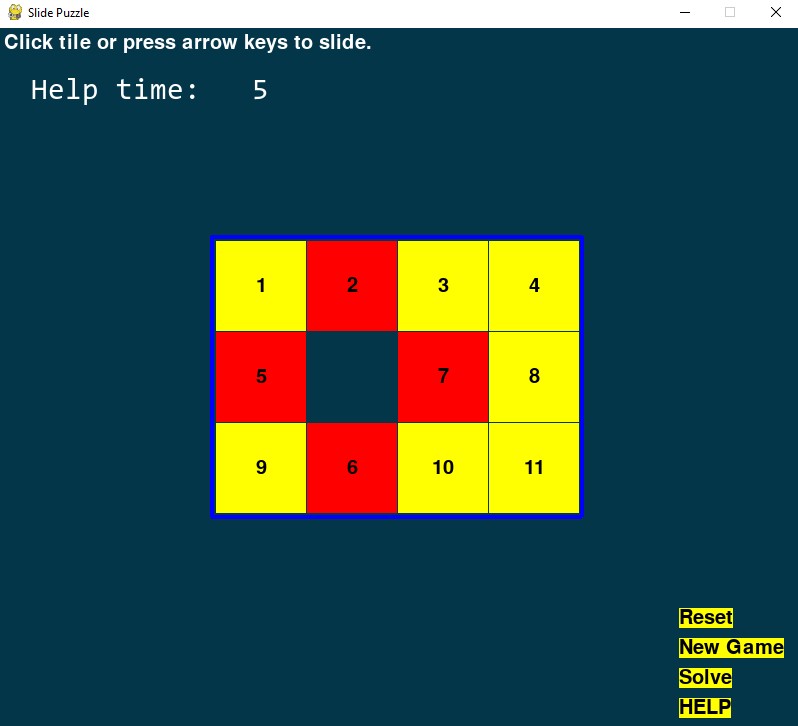 Slide Puzzle
Click tile or press arrow keys to slide.
Help time: 5
1 2 3 4
5 7 8
9 6 10 11
Reset
New Game
Solve
HELP